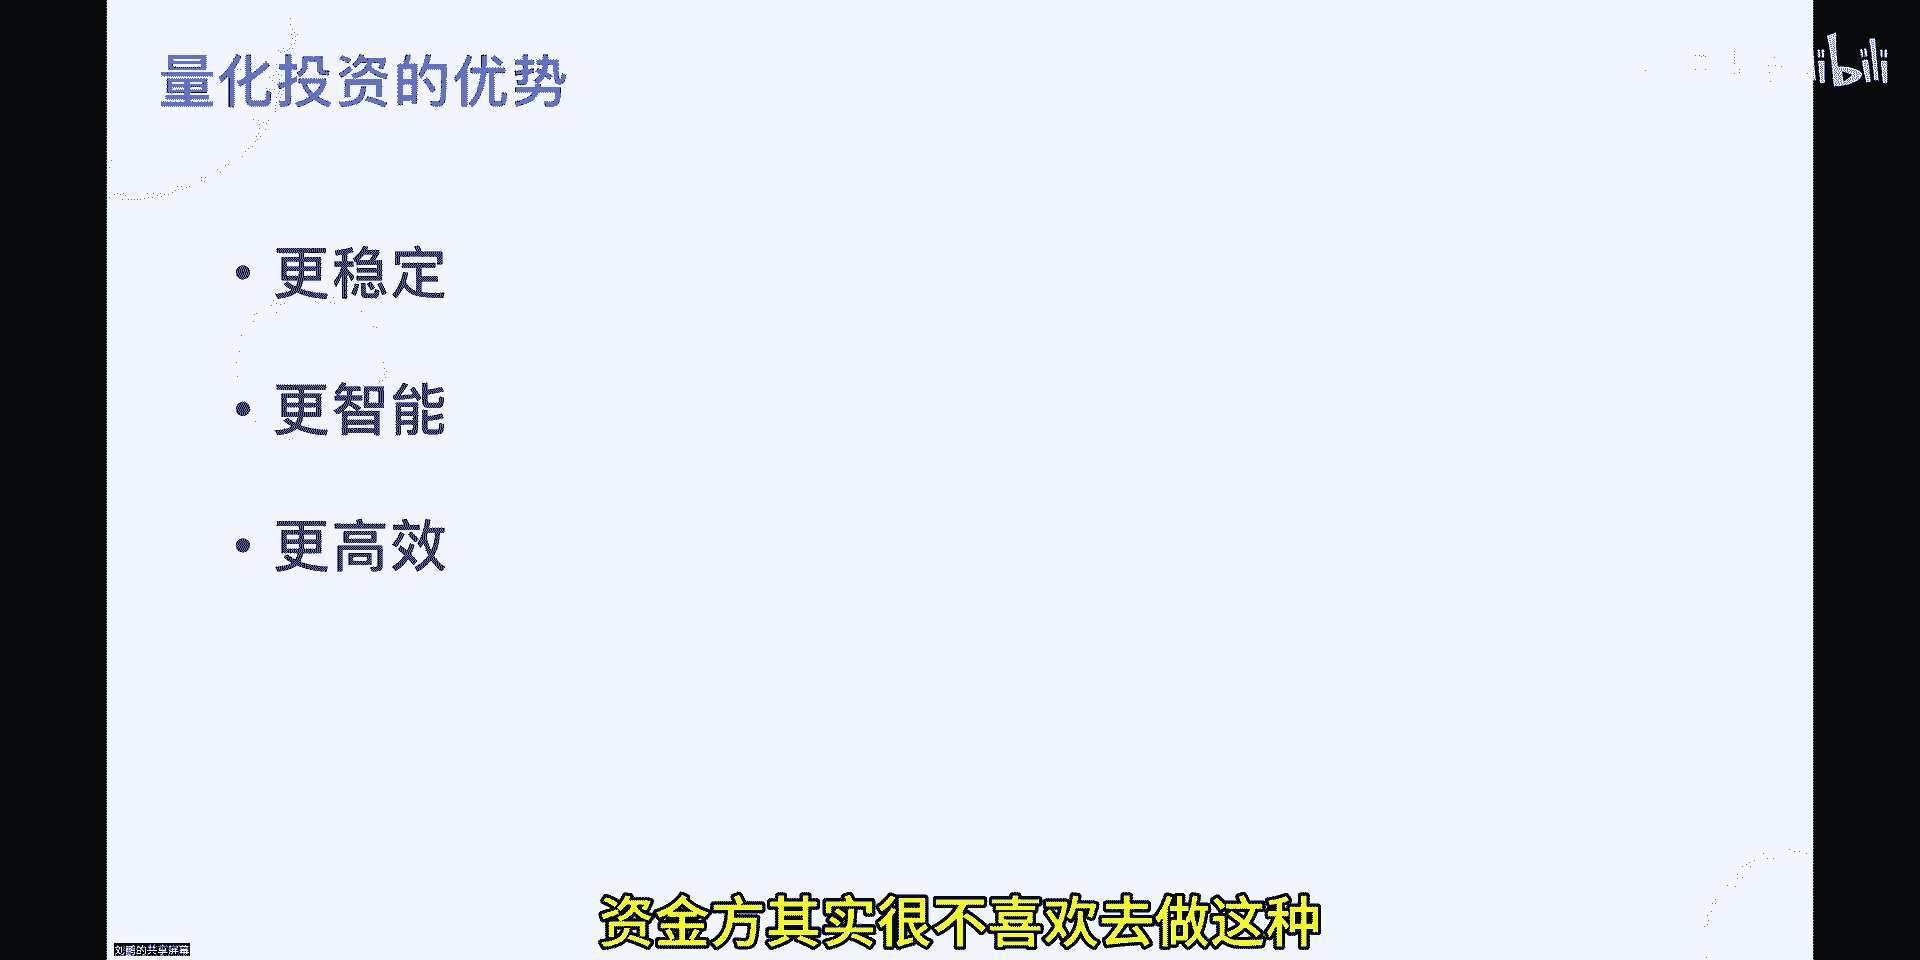 量化投资的优势
bili
• 更稳定
• 更智能
• 更高效
资金方其实很不喜欢去做这种
刘鹏的共享屏幕